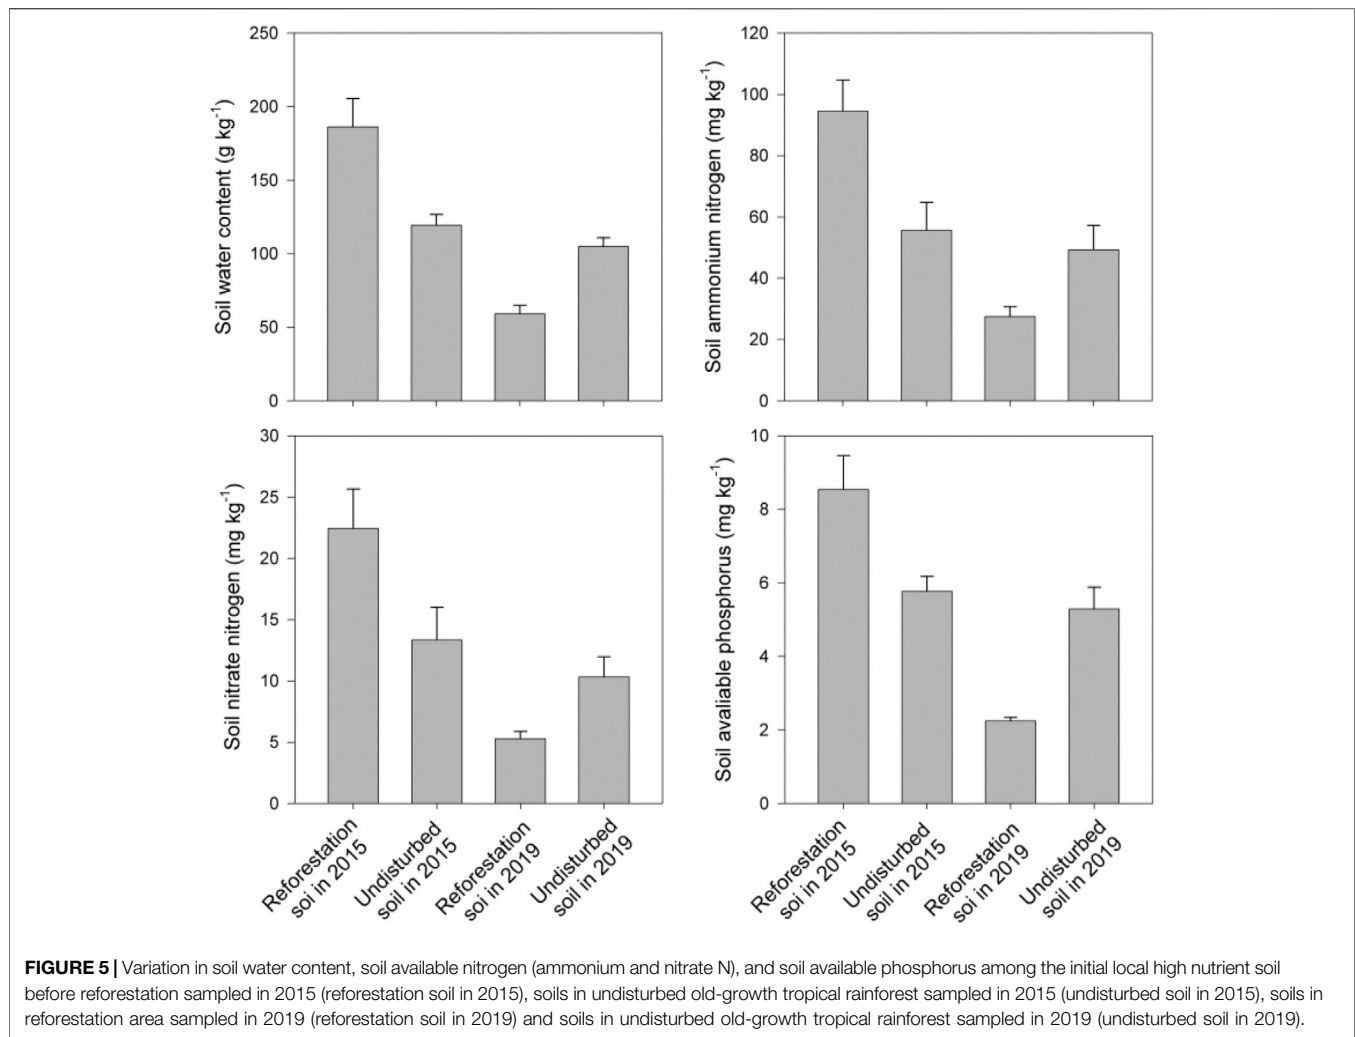 250
200
150
100
50
0
Soil water content (g kg-1)
120
100
80
60
40
20
0
Soil ammonium nitrogen (mg kg-1)
30
25
20
15
10
5
0
Soil nitrate nitrogen (mg kg-1)
Reforestation
soi in 2015
Undisturbed
soil in 2015
Reforestation
soi in 2019
Undisturbed
soil in 2019
10
8
6
4
2
0
Soil avaliable phosphorus (mg kg-1)
Reforestation
soi in 2015
Undisturbed
soil in 2015
Reforestation
soi in 2019
Undisturbed
soil in 2019
FIGURE 5 | Variation in soil water content, soil available nitrogen (ammonium and nitrate N), and soil available phosphorus among the initial local high nutrient soil
before reforestation sampled in 2015 (reforestation soil in 2015), soils in undisturbed old-growth tropical rainforest sampled in 2015 (undisturbed soil in 2015), soils in
reforestation area sampled in 2019 (reforestation soil in 2019) and soils in undisturbed old-growth tropical rainforest sampled in 2019 (undisturbed soil in 2019).